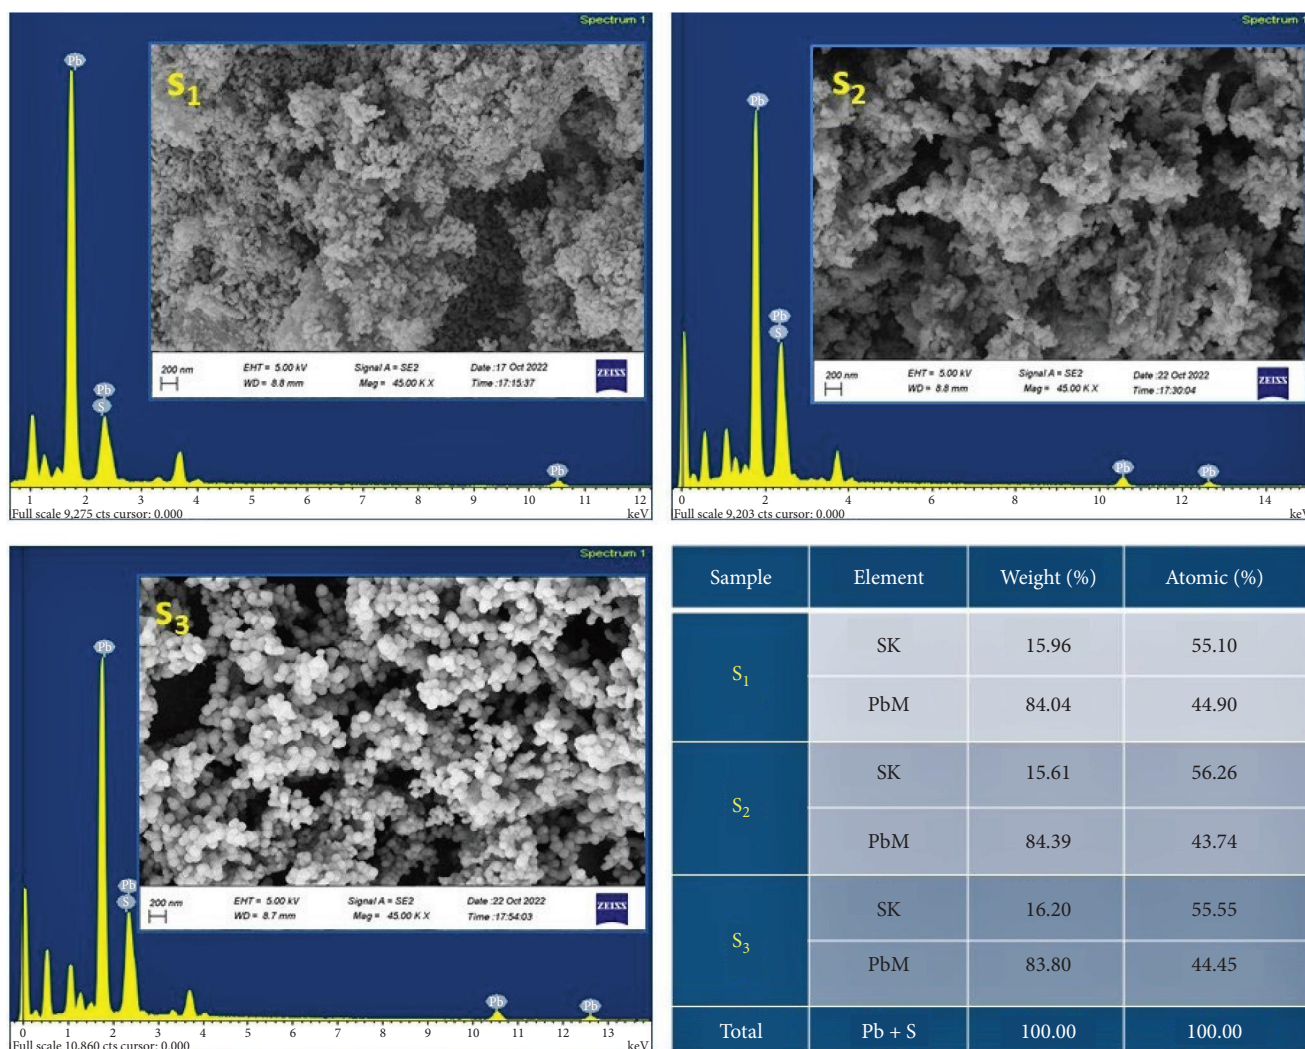 Spectrum 1
Pb
S1
Pb
S
Pb
200 nm
EHT = 5.00 kV
Signal A = SE2
Date :17 Oct 2022
WD = 8.8 mm
Mag = 45.00 K X
Time :17:15:37
ZEISS
1 2 3 4 5 6 7 8 9 10 11 12
Full scale 9,275 cts cursor: 0.000 keV
Spectrum 1
Pb
S2
Pb
S
Pb
Pb
200 nm
EHT = 5.00 kV
Signal A = SE2
Date :22 Oct 2022
WD = 8.8 mm
Mag = 45.00 K X
Time :17:30:04
ZEISS
0 2 4 6 8 10 12 14
Full scale 9,203 cts cursor: 0.000 keV
Spectrum 1
Pb
S3
Pb
S
Pb
Pb
200 nm
EHT = 5.00 kV
Signal A = SE2
Date :22 Oct 2022
WD = 8.7 mm
Mag = 45.00 K X
Time :17:54:03
ZEISS
0 1 2 3 4 5 6 7 8 9 10 11 12 13
Full scale 10,860 cts cursor: 0.000 keV
Sample Element Weight (%) Atomic (%)
S1
SK 15.96 55.10
PbM 84.04 44.90
S2
SK 15.61 56.26
PbM 84.39 43.74
S3
SK 16.20 55.55
PbM 83.80 44.45
Total Pb + S 100.00 100.00